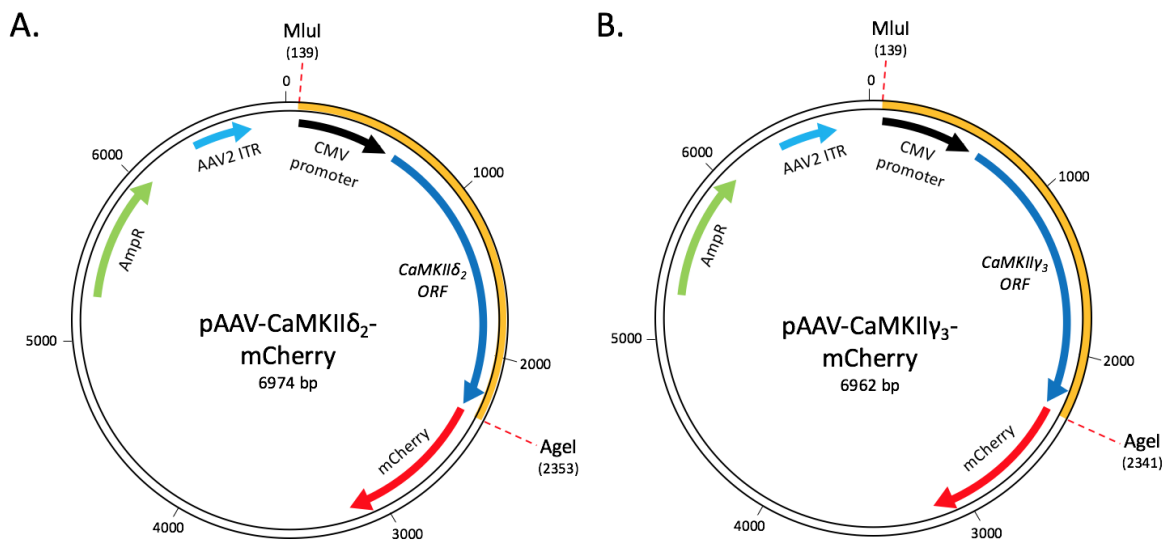 A.
MluI
(139)
0
1000
2000
AgeI
(2353)
3000
4000
5000
6000
AAV2 ITR
CMV
promoter
AmpR
CaMKIIδ₂
ORF
mCherry
pAAV-CaMKIIδ₂-
mCherry
6974 bp
B.
MluI
(139)
0
1000
2000
AgeI
(2341)
3000
4000
5000
6000
AAV2 ITR
CMV
promoter
AmpR
CaMKIIγ₃
ORF
mCherry
pAAV-CaMKIIγ₃-
mCherry
6962 bp